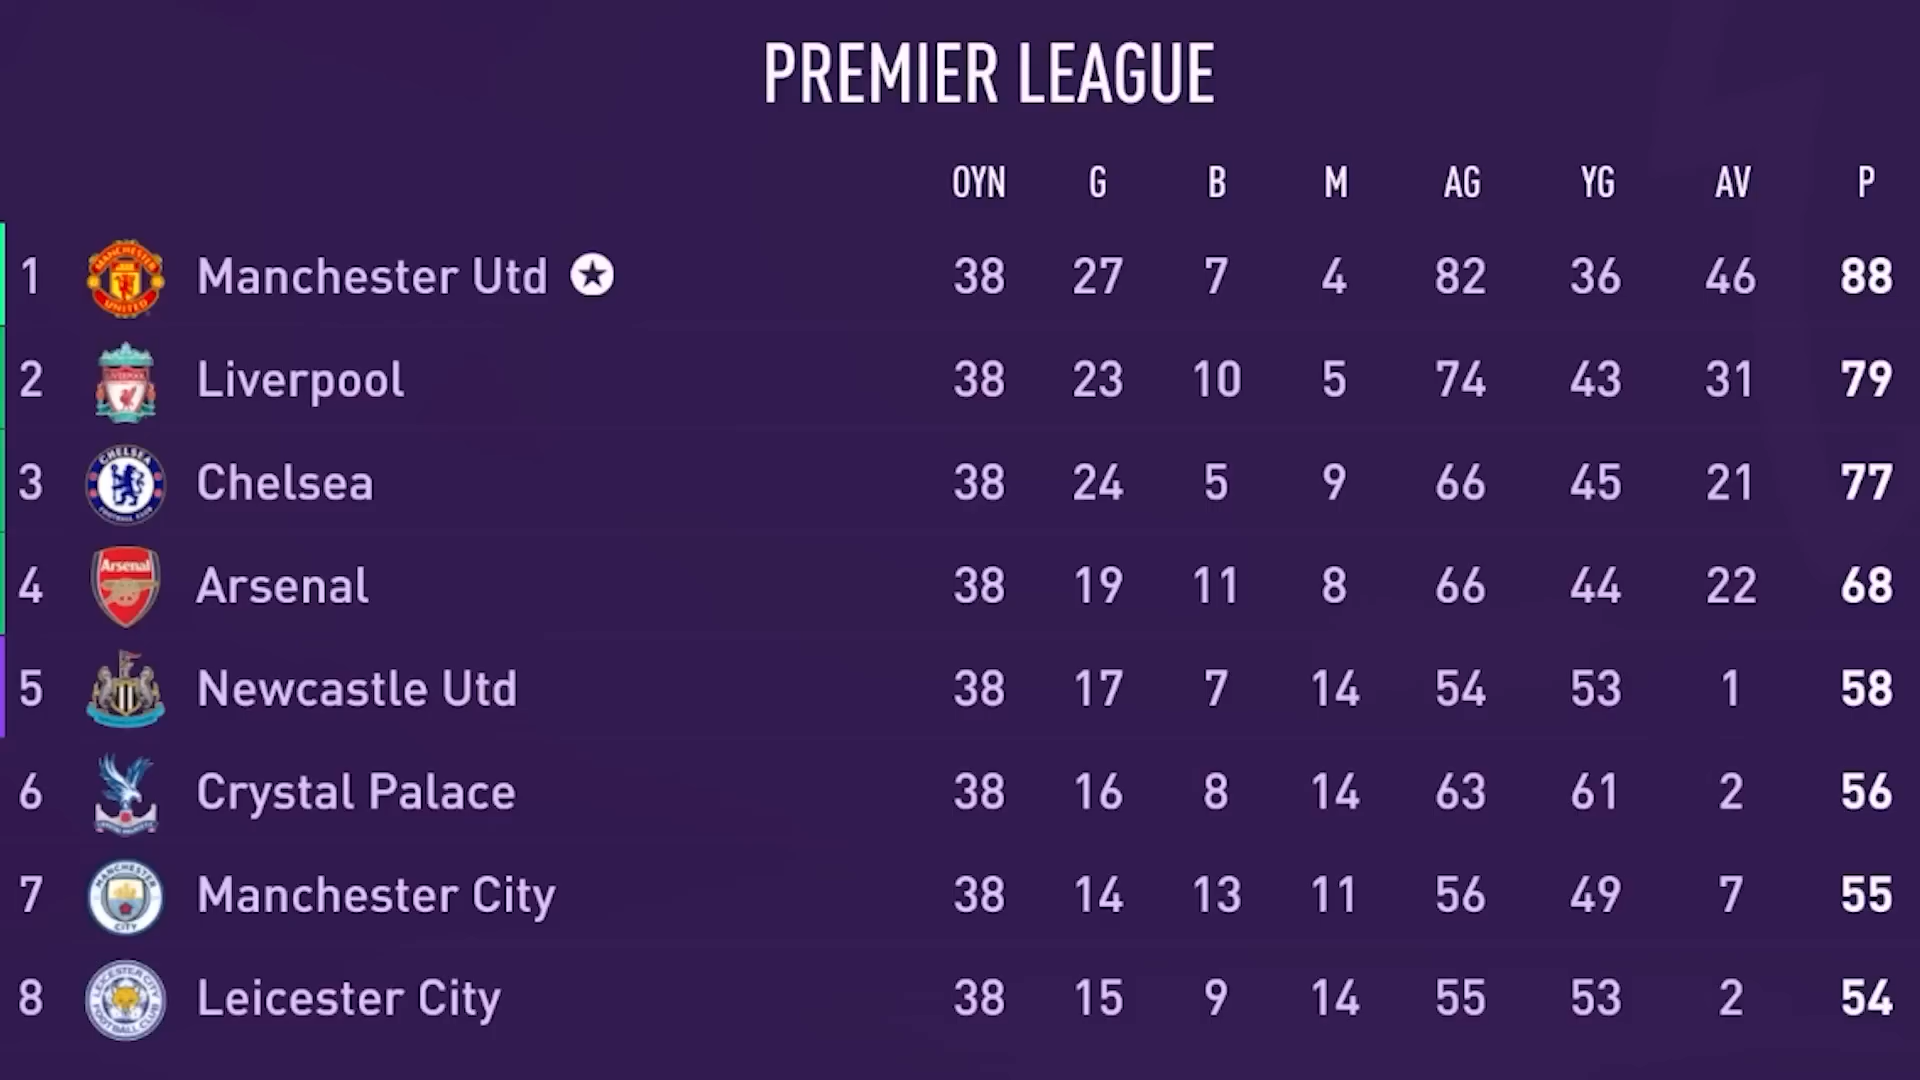 PREMIER LEAGUE
OYN G B M AG YG AV P
1 Manchester Utd 38 27 7 4 82 36 46 88
2 Liverpool 38 23 10 5 74 43 31 79
3 Chelsea 38 24 5 9 66 45 21 77
4 Arsenal Arsenal 38 19 11 8 66 44 22 68
5 Newcastle Utd 38 17 7 14 54 53 1 58
6 Crystal Palace 38 16 8 14 63 61 2 56
7 Manchester City 38 14 13 11 56 49 7 55
8 Leicester City 38 15 9 14 55 53 2 54